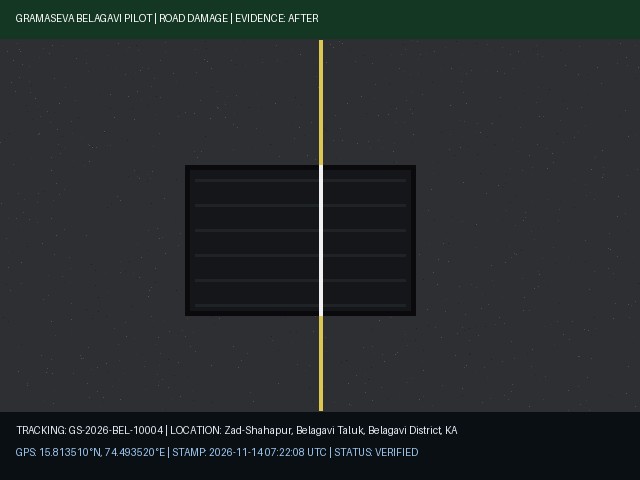 GRAMASEVA BELAGAVI PILOT | ROAD DAMAGE | EVIDENCE: AFTER
TRACKING: GS-2026-BEL-10004 | LOCATION: Zad-Shahapur, Belagavi Taluk, Belagavi District, KA
GPS: 15.813510°N, 74.493520°E | STAMP: 2026-11-14 07:22:08 UTC | STATUS: VERIFIED